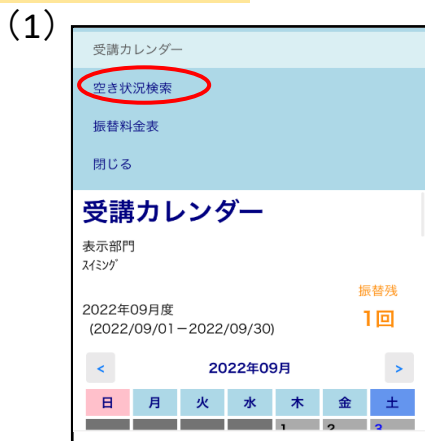 （1）
受講カレンダー
空き状況検索
振替料金表
閉じる
受講カレンダー
表示部門
ｽｲﾐﾝｸﾞ
振替残
2022年09月度
1回
(2022/09/01－2022/09/30)
< 2022年09月 >
日 月 火 水 木 金 土
1 2 3